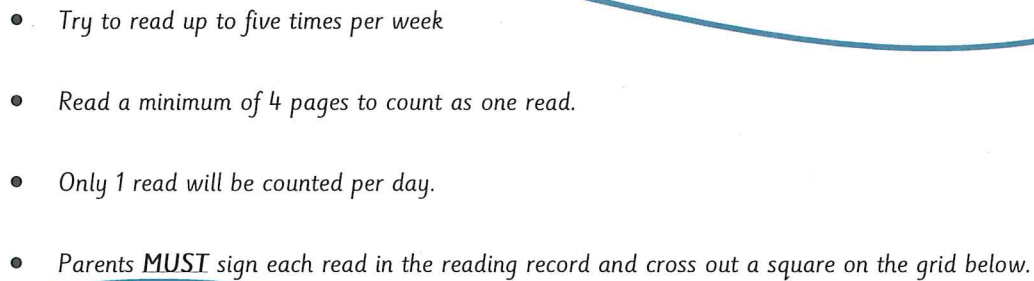 • Try to read up to five times per week
• Read a minimum of 4 pages to count as one read.
• Only 1 read will be counted per day.
• Parents MUST sign each read in the reading record and cross out a square on the grid below.